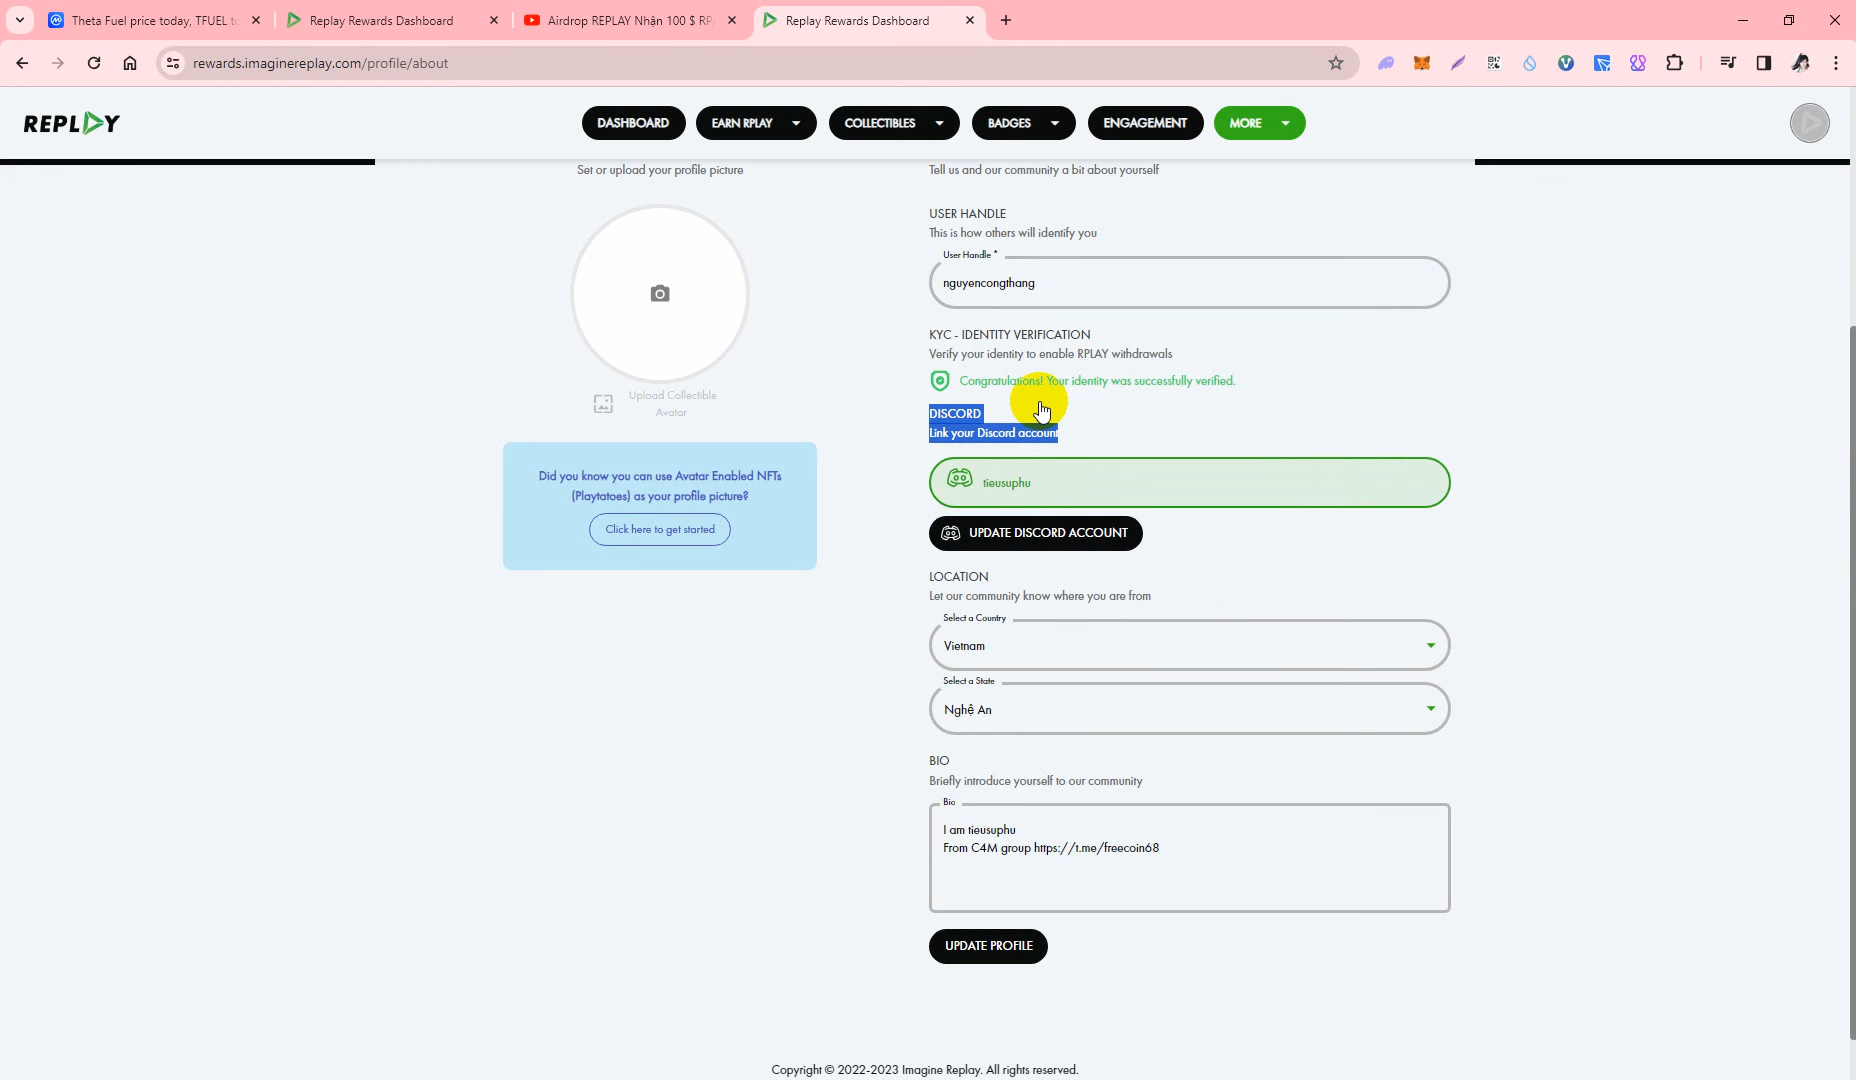 Theta Fuel price today, TFUEL to
Replay Rewards Dashboard
Airdrop REPLAY Nhận 100 $ RP
Replay Rewards Dashboard
rewards.imaginereplay.com/profile/about
REPLAY
DASHBOARD
EARN RPLAY
COLLECTIBLES
BADGES
ENGAGEMENT
MORE
Set or upload your profile picture
Tell us and our community a bit about yourself
USER HANDLE
This is how others will identify you
User Handle *
nguyencongthang
KYC - IDENTITY VERIFICATION
Verify your identity to enable RPLAY withdrawals
Congratulations! Your identity was successfully verified.
Upload Collectible
Avatar
DISCORD
Link your Discord account
Did you know you can use Avatar Enabled NFTs
(Playtatoes) as your profile picture?
Click here to get started
tieusuphu
UPDATE DISCORD ACCOUNT
LOCATION
Let our community know where you are from
Select a Country
Vietnam
Select a State
Nghệ An
BIO
Briefly introduce yourself to our community
Bio
I am tieusuphu
From C4M group https://t.me/freecoin68
UPDATE PROFILE
Copyright © 2022-2023 Imagine Replay. All rights reserved.